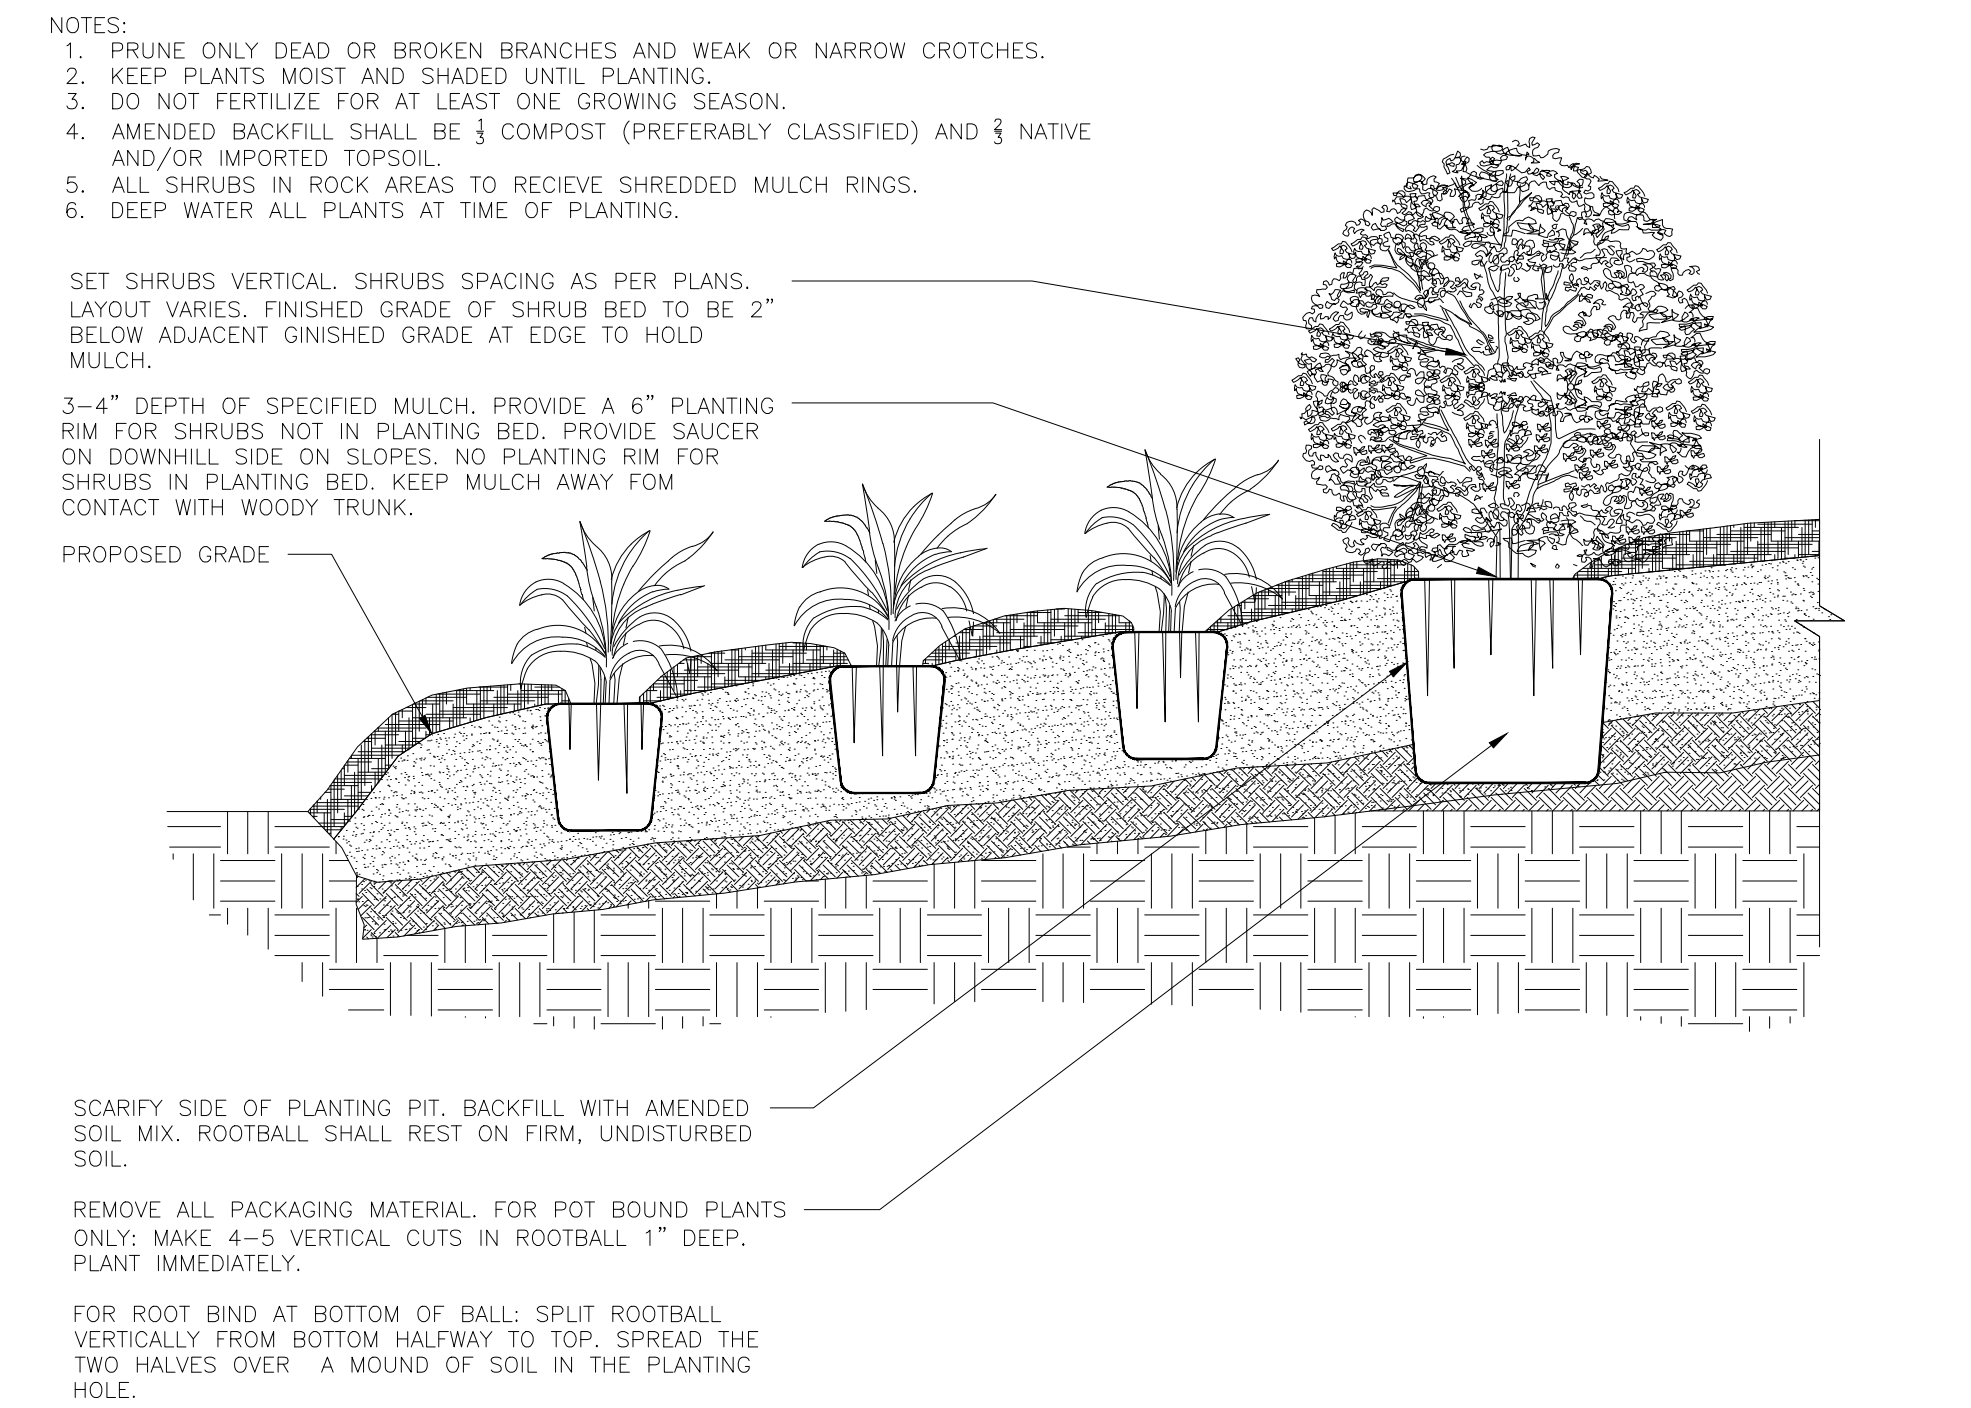 NOTES:
1. PRUNE ONLY DEAD OR BROKEN BRANCHES AND WEAK OR NARROW CROTCHES.
2. KEEP PLANTS MOIST AND SHADED UNTIL PLANTING.
3. DO NOT FERTILIZE FOR AT LEAST ONE GROWING SEASON.
4. AMENDED BACKFILL SHALL BE 1/3 COMPOST (PREFERABLY CLASSIFIED) AND 2/3 NATIVE
AND/OR IMPORTED TOPSOIL.
5. ALL SHRUBS IN ROCK AREAS TO RECIEVE SHREDDED MULCH RINGS.
6. DEEP WATER ALL PLANTS AT TIME OF PLANTING.
SET SHRUBS VERTICAL. SHRUBS SPACING AS PER PLANS.
LAYOUT VARIES. FINISHED GRADE OF SHRUB BED TO BE 2"
BELOW ADJACENT GINISHED GRADE AT EDGE TO HOLD
MULCH.
3-4" DEPTH OF SPECIFIED MULCH. PROVIDE A 6" PLANTING
RIM FOR SHRUBS NOT IN PLANTING BED. PROVIDE SAUCER
ON DOWNHILL SIDE ON SLOPES. NO PLANTING RIM FOR
SHRUBS IN PLANTING BED. KEEP MULCH AWAY FOM
CONTACT WITH WOODY TRUNK.
PROPOSED GRADE
SCARIFY SIDE OF PLANTING PIT. BACKFILL WITH AMENDED
SOIL MIX. ROOTBALL SHALL REST ON FIRM, UNDISTURBED
SOIL.
REMOVE ALL PACKAGING MATERIAL. FOR POT BOUND PLANTS
ONLY: MAKE 4-5 VERTICAL CUTS IN ROOTBALL 1" DEEP.
PLANT IMMEDIATELY.
FOR ROOT BIND AT BOTTOM OF BALL: SPLIT ROOTBALL
VERTICALLY FROM BOTTOM HALFWAY TO TOP. SPREAD THE
TWO HALVES OVER A MOUND OF SOIL IN THE PLANTING
HOLE.